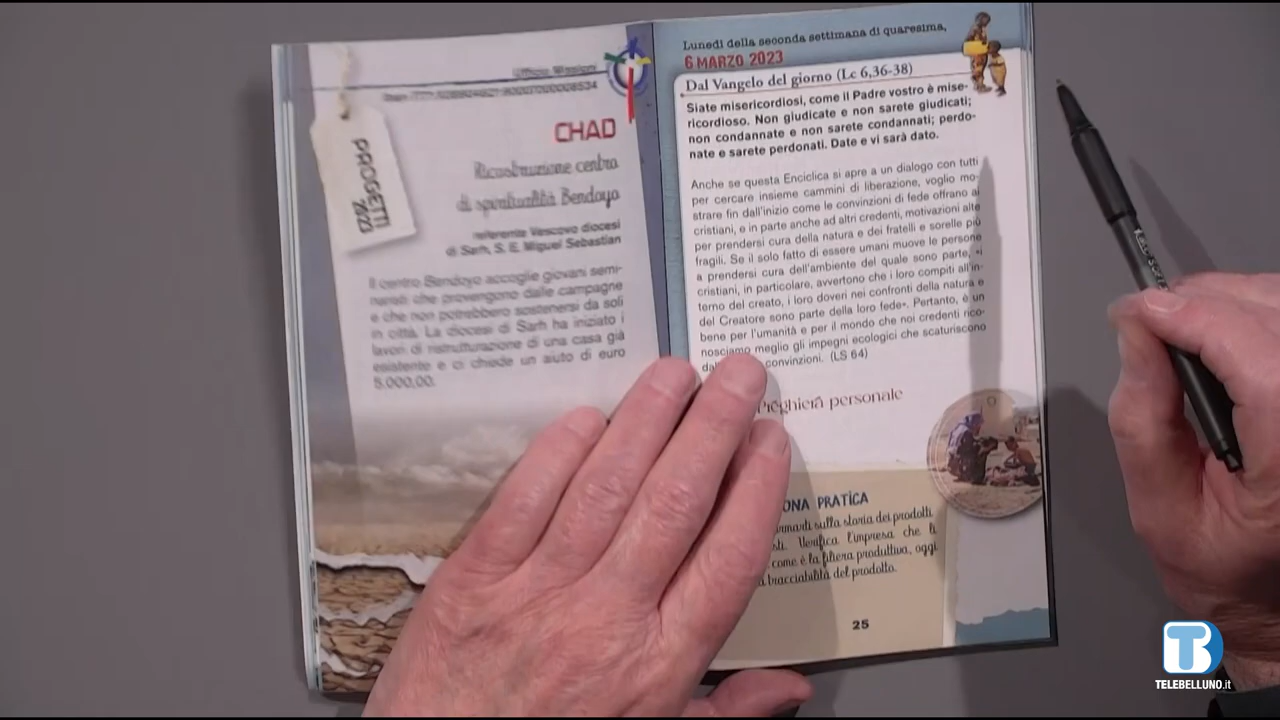 Ufficio Missioni
CHAD
Ricostruzione centro
di spiritualità Bendoyo
referente Vescovo diocesi
di Sarh, S. E. Miguel Sebastian
Il centro Bendoyo accoglie giovani semi-
naristi che provengono dalle campagne
e che non potrebbero sostenersi da soli
in città. La diocesi di Sarh ha iniziato i
lavori di ristrutturazione di una casa già
esistente e ci chiede un aiuto di euro
5.000,00.
PROGETTI
2023
Lunedì della seconda settimana di quaresima,
6 MARZO 2023
Dal Vangelo del giorno (Lc 6,36-38)
Siate misericordiosi, come il Padre vostro è mise-
ricordioso. Non giudicate e non sarete giudicati;
non condannate e non sarete condannati; perdo-
nate e sarete perdonati. Date e vi sarà dato.
Anche se questa Enciclica si apre a un dialogo con tutti
per cercare insieme cammini di liberazione, voglio mo-
strare fin dall'inizio come le convinzioni di fede offrano ai
cristiani, e in parte anche ad altri credenti, motivazioni alte
per prendersi cura della natura e dei fratelli e sorelle più
fragili. Se il solo fatto di essere umani muove le persone
a prendersi cura dell'ambiente del quale sono parte, «i
cristiani, in particolare, avvertono che i loro compiti all'in-
terno del creato, i loro doveri nei confronti della natura e
del Creatore sono parte della loro fede». Pertanto, è un
bene per l'umanità e per il mondo che noi credenti rico-
nosciamo meglio gli impegni ecologici che scaturiscono
convinzioni. (LS 64)
Preghiera personale
ONA PRATICA
sulla storia dei prodotti
Verifica l'impresa che li
come è la filiera produttiva, oggi
bracciabilità del prodotto.
25
TELEBELLUNO.it